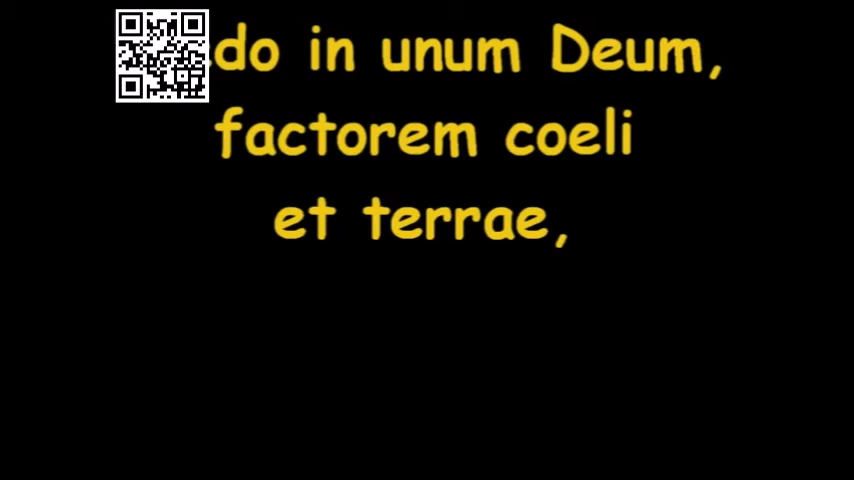 do in unum Deum,
factorem coeli
et terrae,